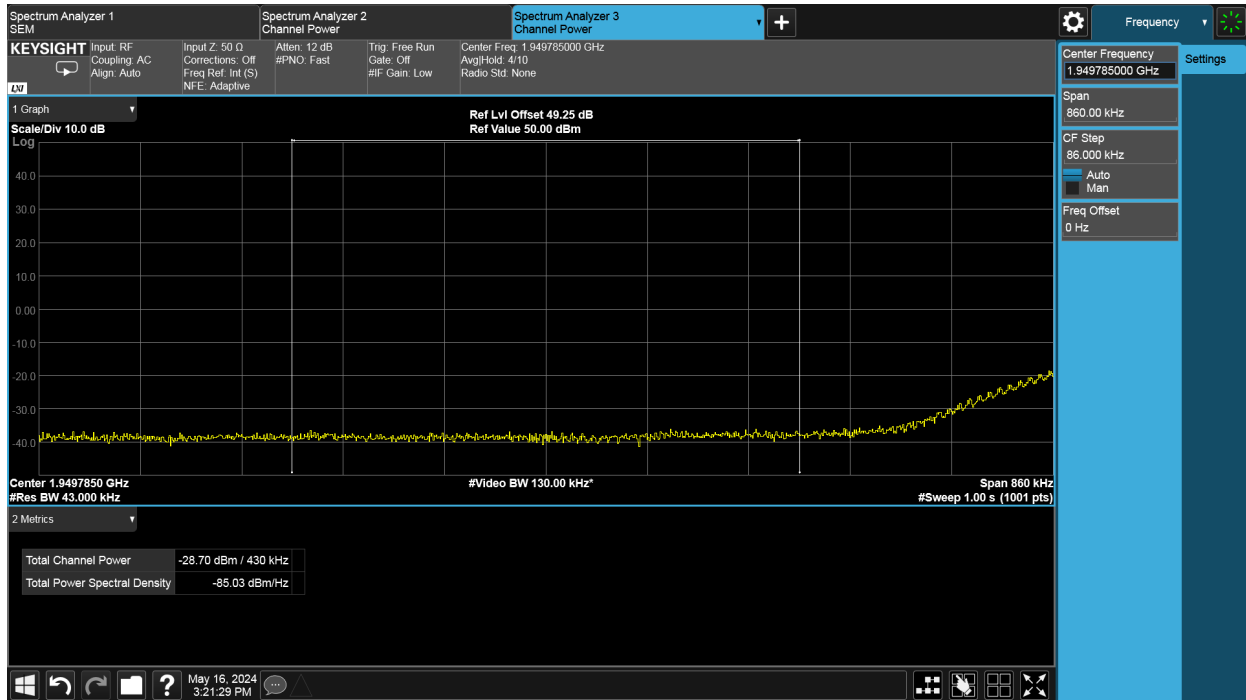 Spectrum Analyzer 1
SEM
Spectrum Analyzer 2
Channel Power
Spectrum Analyzer 3
Channel Power
Frequency
KEYSIGHT
LXI
Input: RF
Coupling: AC
Align: Auto
Input Z: 50 Ω
Corrections: Off
Freq Ref: Int (S)
NFE: Adaptive
Atten: 12 dB
#PNO: Fast
Trig: Free Run
Gate: Off
#IF Gain: Low
Center Freq: 1.949785000 GHz
Avg|Hold: 4/10
Radio Std: None
Center Frequency
1.949785000 GHz
Settings
Span
860.00 kHz
CF Step
86.000 kHz
Auto
Man
Freq Offset
0 Hz
1 Graph
Scale/Div 10.0 dB
Ref Lvl Offset 49.25 dB
Ref Value 50.00 dBm
Log
40.0
30.0
20.0
10.0
0.00
-10.0
-20.0
-30.0
-40.0
Center 1.9497850 GHz
#Video BW 130.00 kHz*
Span 860 kHz
#Res BW 43.000 kHz
#Sweep 1.00 s (1001 pts)
2 Metrics
Total Channel Power -28.70 dBm / 430 kHz
Total Power Spectral Density -85.03 dBm/Hz
?
May 16, 2024
3:21:29 PM